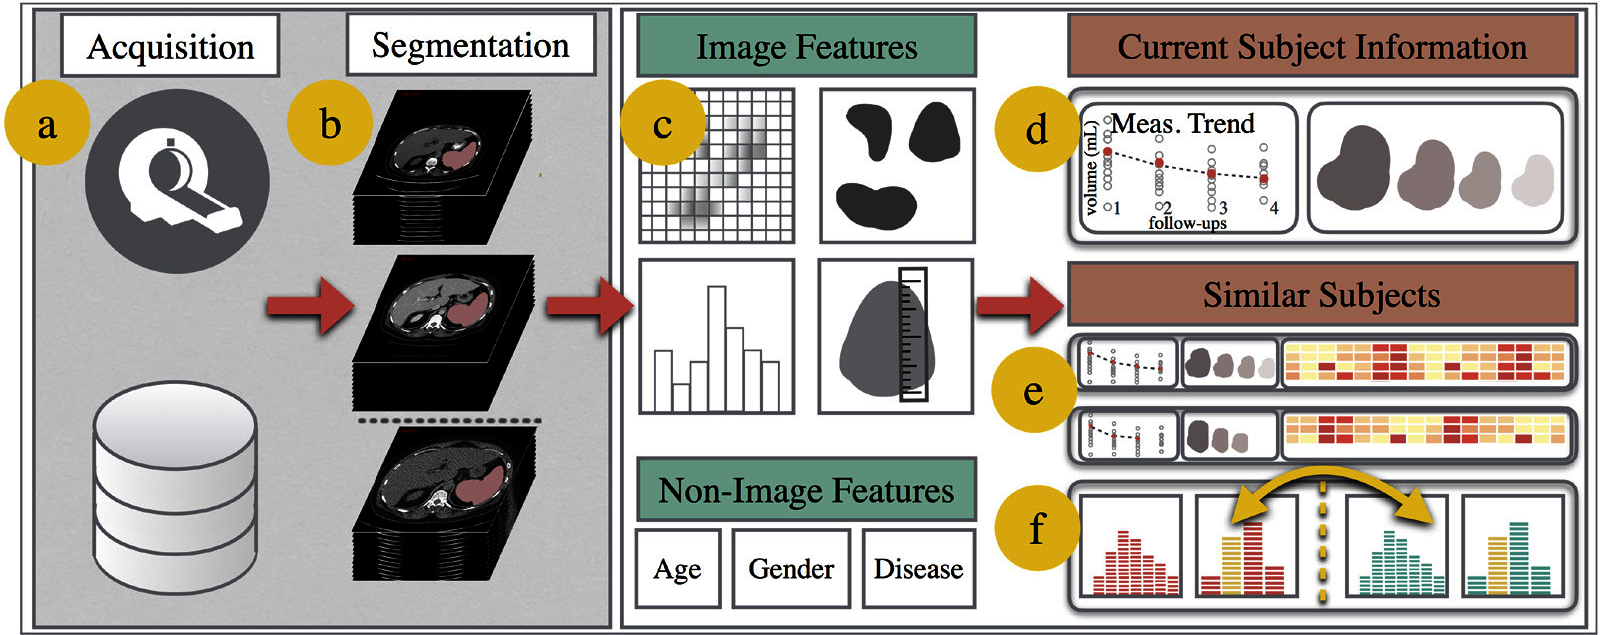 Acquisition
Segmentation
Image Features
Current Subject Information
a
b
c
d
Meas. Trend
volume (mL)
1 2 3 4
follow-ups
Similar Subjects
e
Non-Image Features
Age
Gender
Disease
f